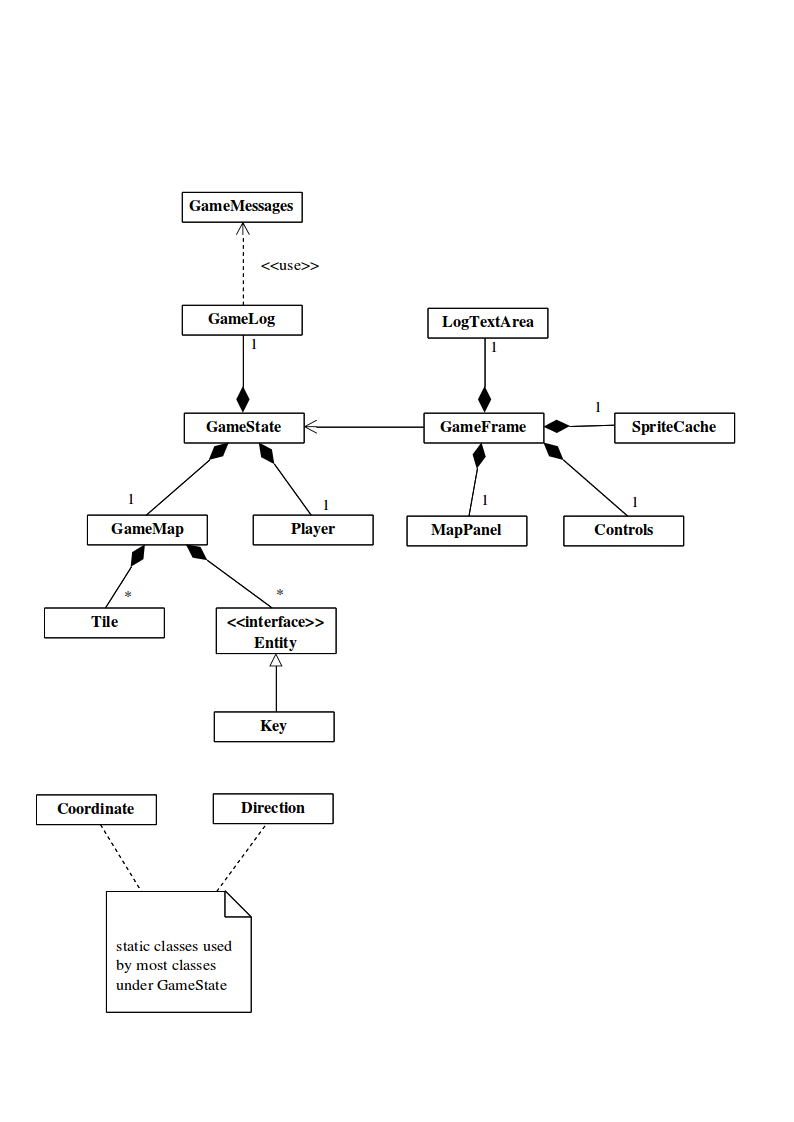 GameMessages
<<use>>
GameLog
1
LogTextArea
1
GameState
GameFrame
1
SpriteCache
1
GameMap
1
Player
1
MapPanel
1
Controls
*
Tile
*
<<interface>>
Entity
Key
Coordinate
Direction
static classes used
by most classes
under GameState